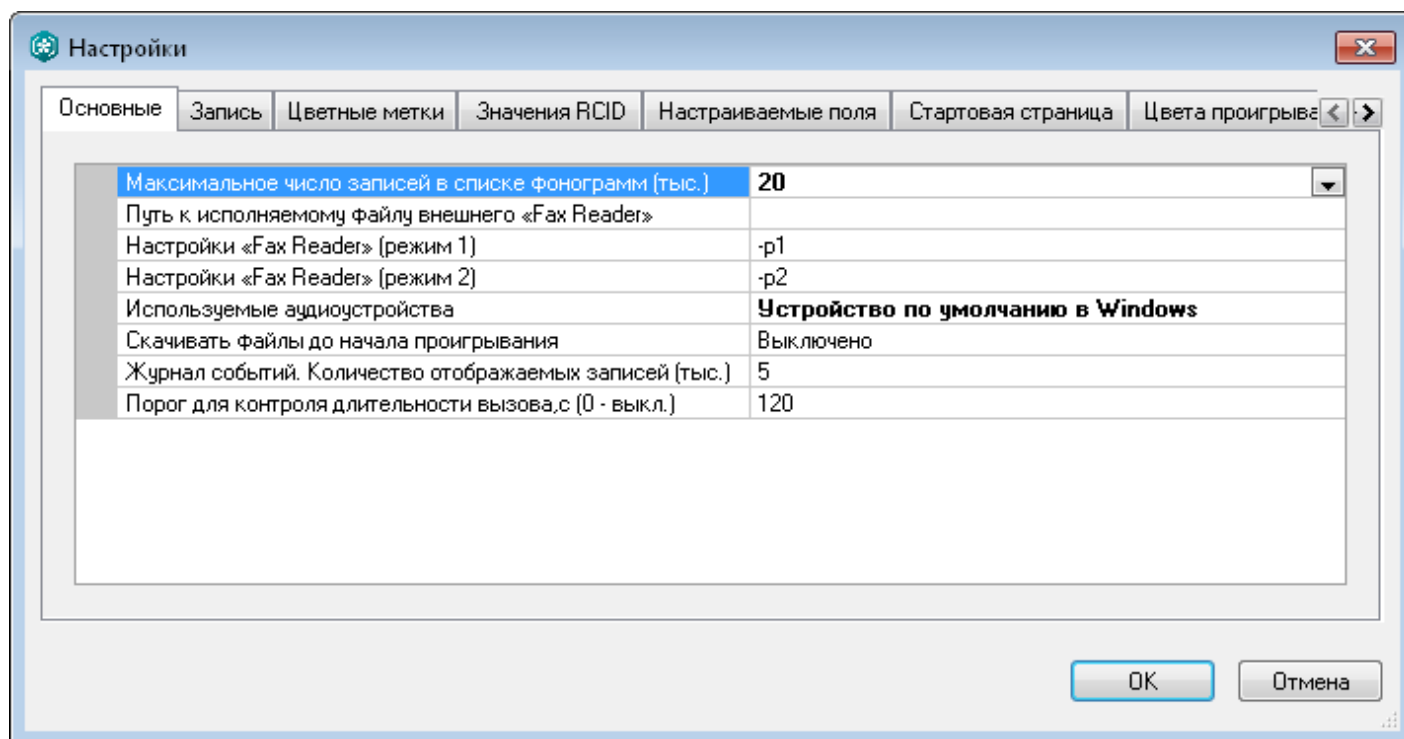 Настройки
Основные Запись Цветные метки Значения RCID Настраиваемые поля Стартовая страница Цвета проигрыва
Максимальное число записей в списке фонограмм (тыс.) 20
Путь к исполняемому файлу внешнего «Fax Reader»
Настройки «Fax Reader» (режим 1) -p1
Настройки «Fax Reader» (режим 2) -p2
Используемые аудиоустройства Устройство по умолчанию в Windows
Скачивать файлы до начала проигрывания Выключено
Журнал событий. Количество отображаемых записей (тыс.) 5
Порог для контроля длительности вызова,с (0 - выкл.) 120
OK Отмена